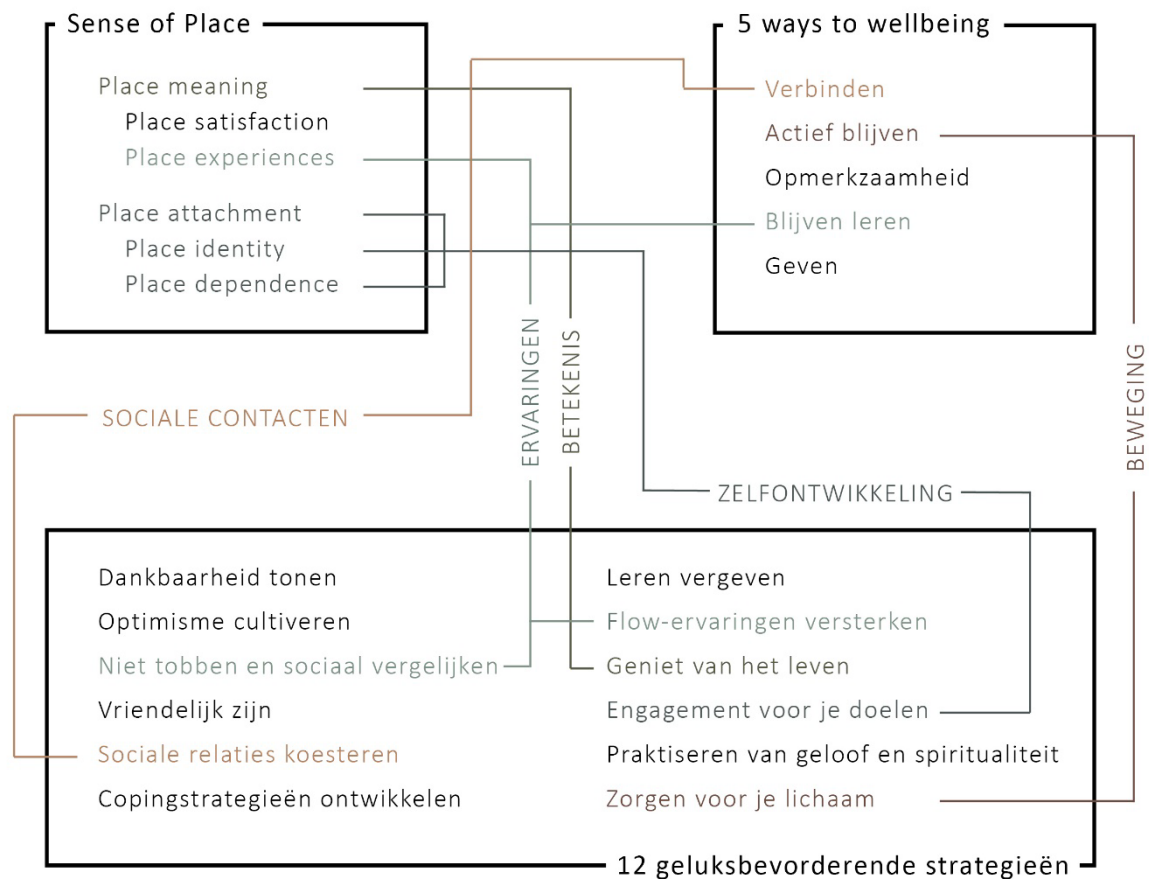 Sense of Place
Place meaning
Place satisfaction
Place experiences
Place attachment
Place identity
Place dependence
5 ways to wellbeing
Verbinden
Actief blijven
Opmerkzaamheid
Blijven leren
Geven
SOCIALE CONTACTEN
ERVARINGEN
BETEKENIS
ZELFONTWIKKELING
BEWEGING
Dankbaarheid tonen
Optimisme cultiveren
Niet tobben en sociaal vergelijken
Vriendelijk zijn
Sociale relaties koesteren
Copingstrategieën ontwikkelen
Leren vergeven
Flow-ervaringen versterken
Geniet van het leven
Engagement voor je doelen
Praktiseren van geloof en spiritualiteit
Zorgen voor je lichaam
12 geluksbevorderende strategieën